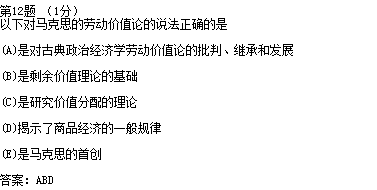 第12题 （1分）
以下对马克思的劳动价值论的说法正确的是
(A)是对古典政治经济学劳动价值论的批判、继承和发展
(B)是剩余价值理论的基础
(C)是研究价值分配的理论
(D)揭示了商品经济的一般规律
(E)是马克思的首创
答案: ABD